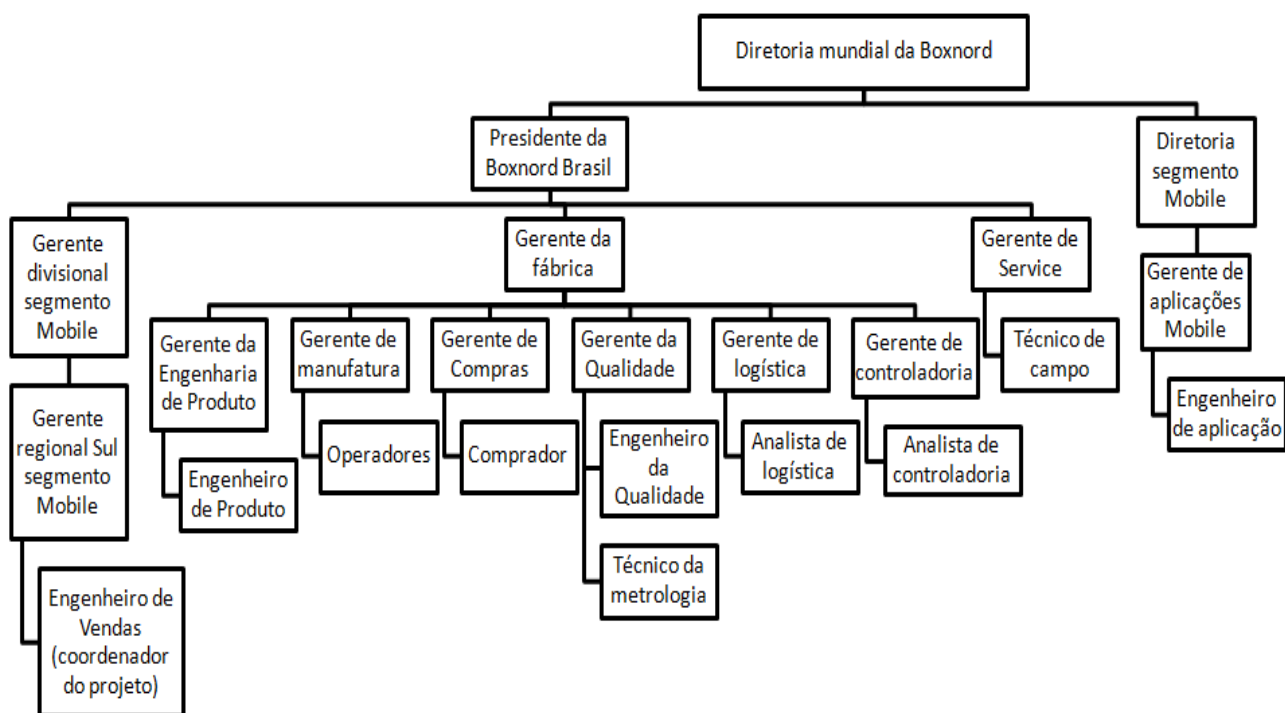 Diretoria mundial da Boxnord
Presidente da
Boxnord Brasil
Diretoria
segmento
Mobile
Gerente
divisional
segmento
Mobile
Gerente da
fábrica
Gerente de
Service
Gerente de
aplicações
Mobile
Gerente da
Engenharia
de Produto
Gerente de
manufatura
Gerente de
Compras
Gerente da
Qualidade
Gerente de
logística
Gerente de
controladoria
Técnico de
campo
Engenheiro
de aplicação
Gerente
regional Sul
segmento
Mobile
Engenheiro
de Produto
Operadores
Comprador
Engenheiro
da
Qualidade
Analista de
logística
Analista de
controladoria
Técnico da
metrologia
Engenheiro de
Vendas
(coordenador
do projeto)